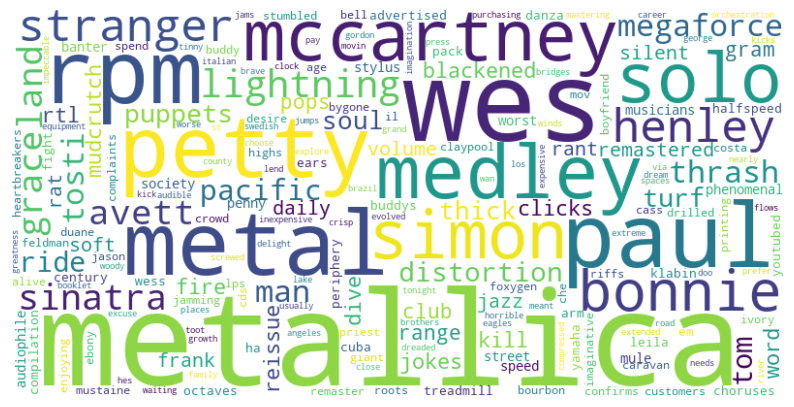 stranger
mccartney
megaforce
rpm
wes
solo
lightning
blackened
silent
gram
jams
stumbled
bell
advertised
danza
purchasing
mastering
career
orchestration
banter
spend
buddy
tinny
movin
gordon
imagination
pay
press
pack
stylus
bridges
george
kicks
impeccable
italian
clock
age
brave
mudcrutch
rtl
puppets
pops
bygone
mov
musicians
halfspeed
boyfriend
graceland
tosti
petty
soul
desire
il
worst
henley
rant
remastered
costa
swedish
grand
winds
equipment
worse
st
jumps
choose
explore
volume
claypool
los
nearly
via
dream
spaces
thrash
phenomenal
heartbreakers
fight
complaints
rat
highs
ears
medley
expensive
society
county
lend
pacific
wan
turf
cass
drilled
printing
youtubed
kick
audible
brazil
penny
buddys
avett
crowd
daily
thick
clicks
evolved
inexpensive
crisp
feldman
duane
metal
simon
paul
extreme
flows
greatness
soft
jason
delight
woody
screwed
distortion
riffs
klabin
doo
prefer
ride
century
alive
wess
fire
man
periphery
foxygen
che
bonnie
sinatra
lps
booklet
lake
dive
jazz
arm
imaginative
jamming
cds
usually
tonight
meant
priest
club
range
em
extended
road
yamaha
leila
ivory
word
audiophile
compilation
enjoying
metallica
excuse
places
toot
growth
ebony
frank
ha
reissue
angeles
brothers
eagles
horrible
cuba
dreaded
jokes
kill
street
compressed
caravan
mule
needs
tom
river
family
giant
close
speed
mustaine
hes
waiting
octaves
remaster
roots
treadmill
bourbon
confirms
customers
choruses